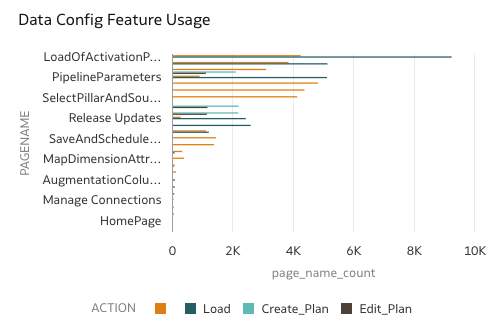 Data Config Feature Usage
LoadOfActivationP...
PipelineParameters
SelectPillarAndSou...
Release Updates
SaveAndSchedule...
MapDimensionAttr...
AugmentationColu...
Manage Connections
HomePage
PAGENAME
0 2K 4K 6K 8K 10K
page_name_count
ACTION Load Create_Plan Edit_Plan